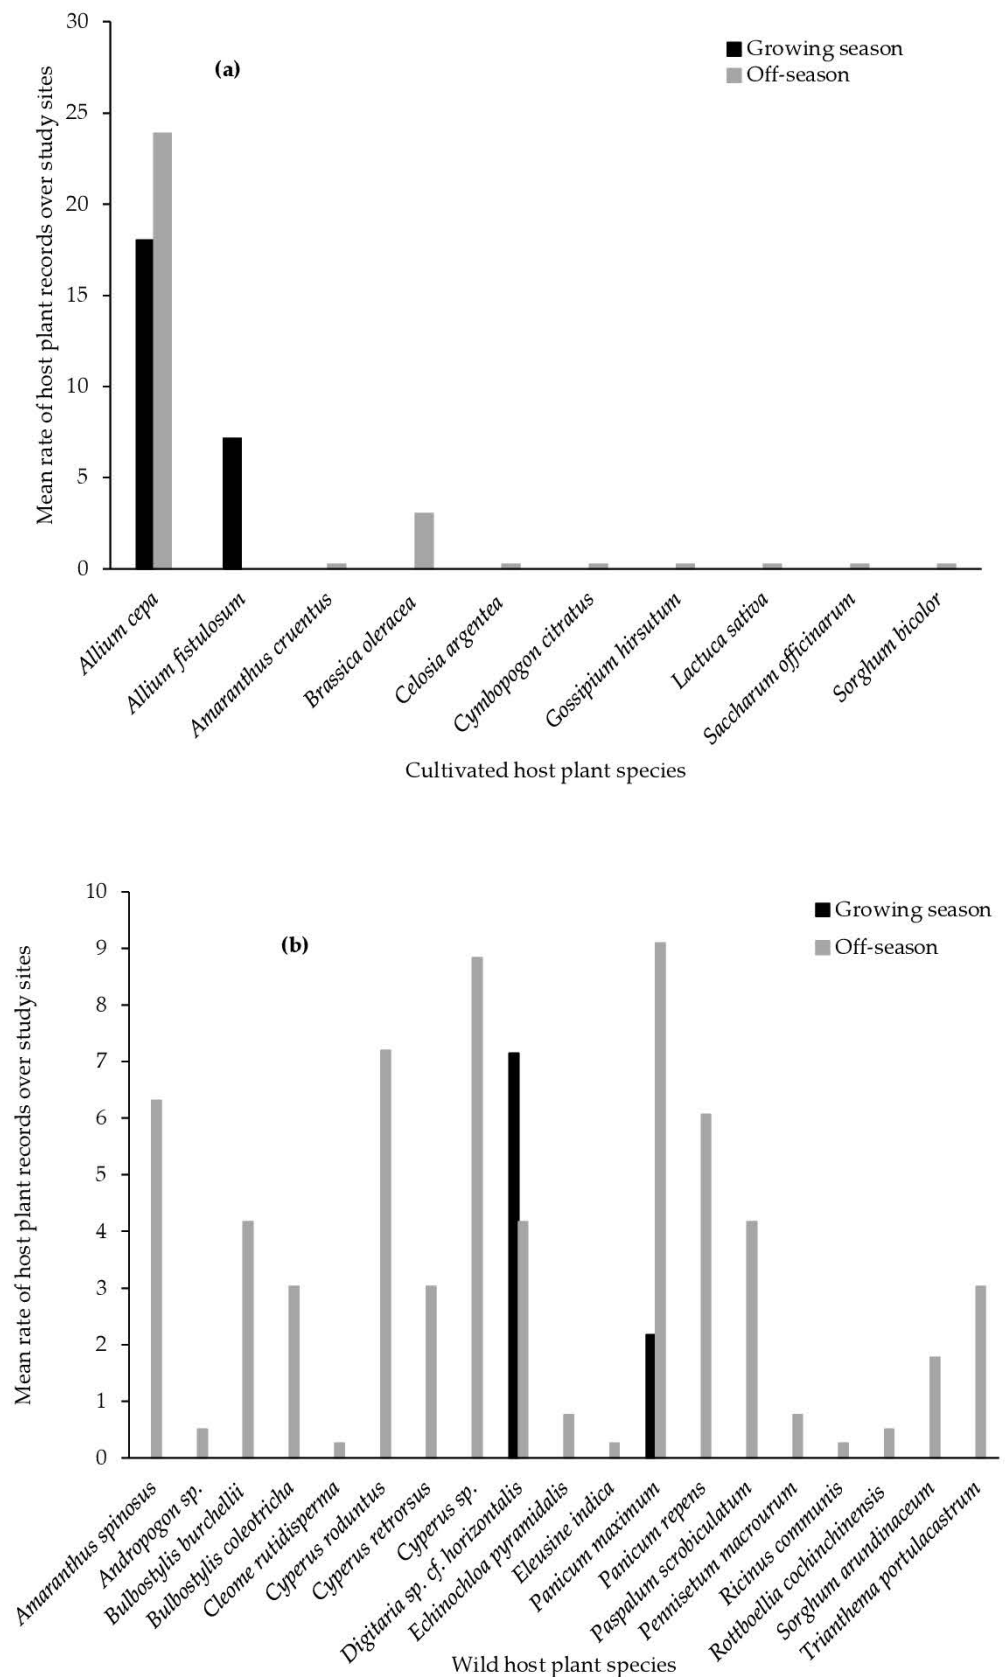 30
25
20
15
10
5
0
Mean rate of host plant records over study sites
(a)
Growing season
Off-season
Allium cepa
Allium fistulosum
Amaranthus cruentus
Brassica oleracea
Celosia argentea
Cymbopogon citratus
Gossipium hirsutum
Lactuca sativa
Saccharum officinarum
Sorghum bicolor
Cultivated host plant species
10
9
8
7
6
5
4
3
2
1
0
Mean rate of host plant records over study sites
(b)
Growing season
Off-season
Amaranthus spinosus
Andropogon sp.
Bulbostylis burchellii
Bulbostylis coleotricha
Cleome rutidisperma
Cyperus roduntus
Cyperus retrorsus
Cyperus sp.
Digitaria sp. cf. horizontalis
Echinochloa pyramidalis
Eleusine indica
Panicum maximum
Panicum repens
Paspalum scrobiculatum
Pennisetum macrourum
Ricinus communis
Rottboellia cochinchinensis
Sorghum arundinaceum
Trianthema portulacastrum
Wild host plant species